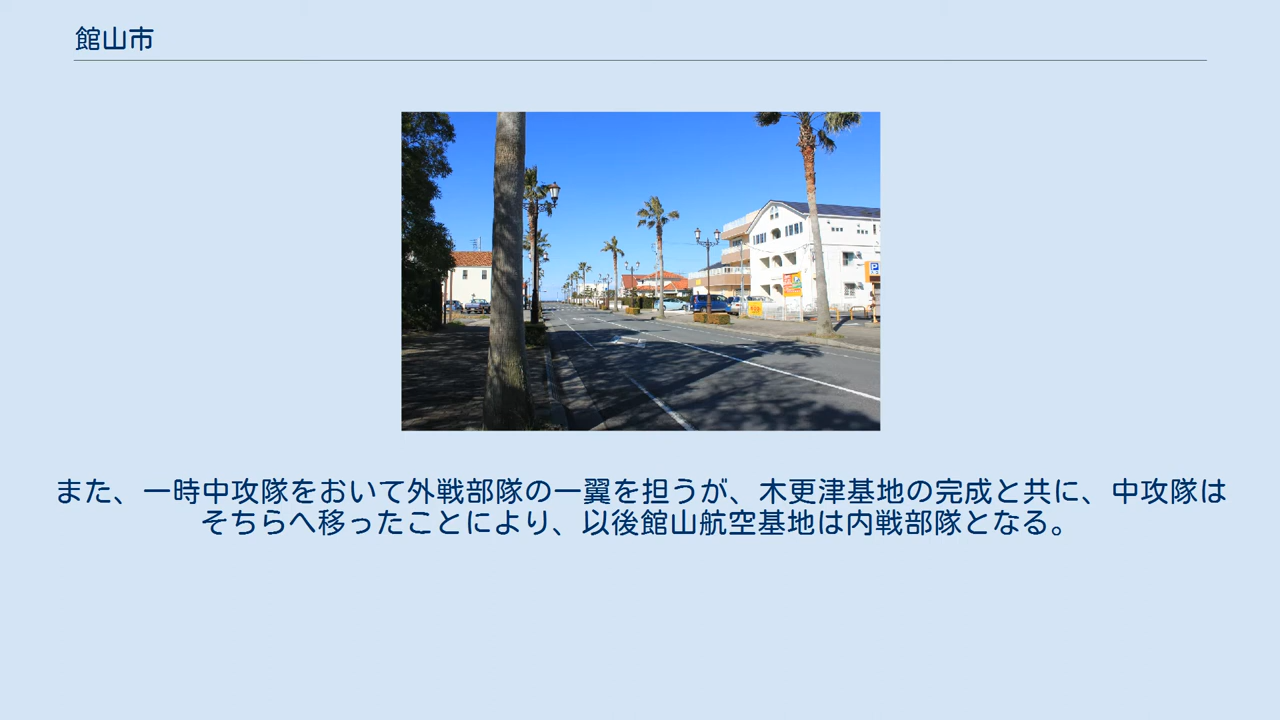 館山市
また、一時中攻隊をおいて外戦部隊の一翼を担うが、木更津基地の完成と共に、中攻隊は
そちらへ移ったことにより、以後館山航空基地は内戦部隊となる。
P